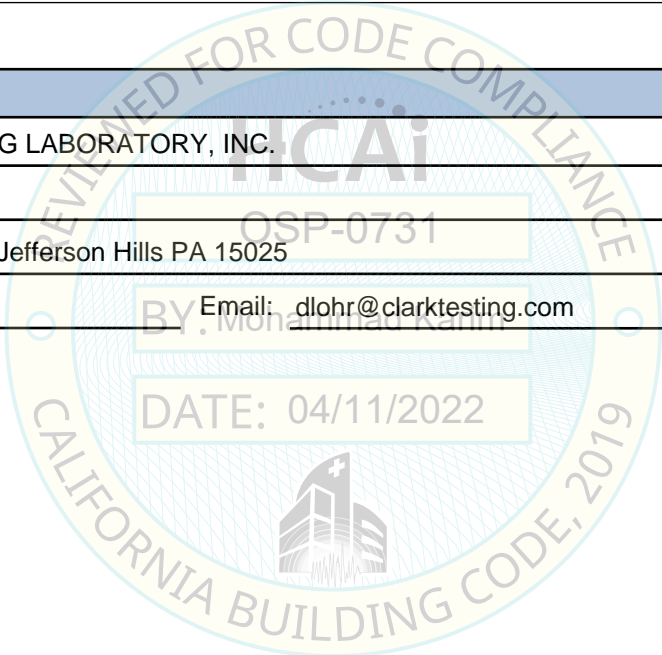 REVIEWED FOR CODE COMPLIANCE
HCAi
G LABORATORY, INC.
OSP-0731
Jefferson Hills PA 15025
Email: dlohr@clarktesting.com
BY: Mohammad Karim
DATE: 04/11/2022
CALIFORNIA BUILDING CODE, 2019